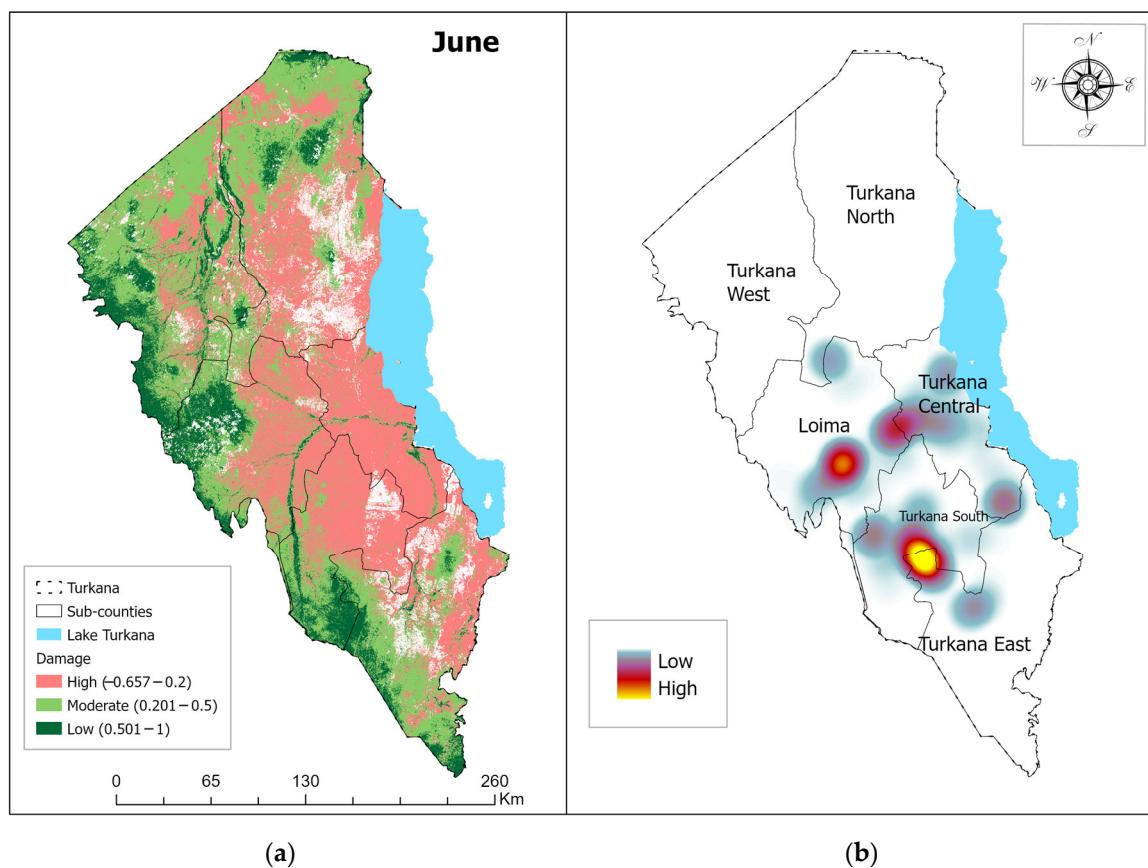 June
Turkana
Sub-counties
Lake Turkana
Damage
High (−0.657−0.2)
Moderate (0.201−0.5)
Low (0.501−1)
0 65 130 260
Km
(a)
N
W E
S
Turkana
North
Turkana
West
Turkana
Central
Loima
Turkana South
Turkana East
Low
High
(b)